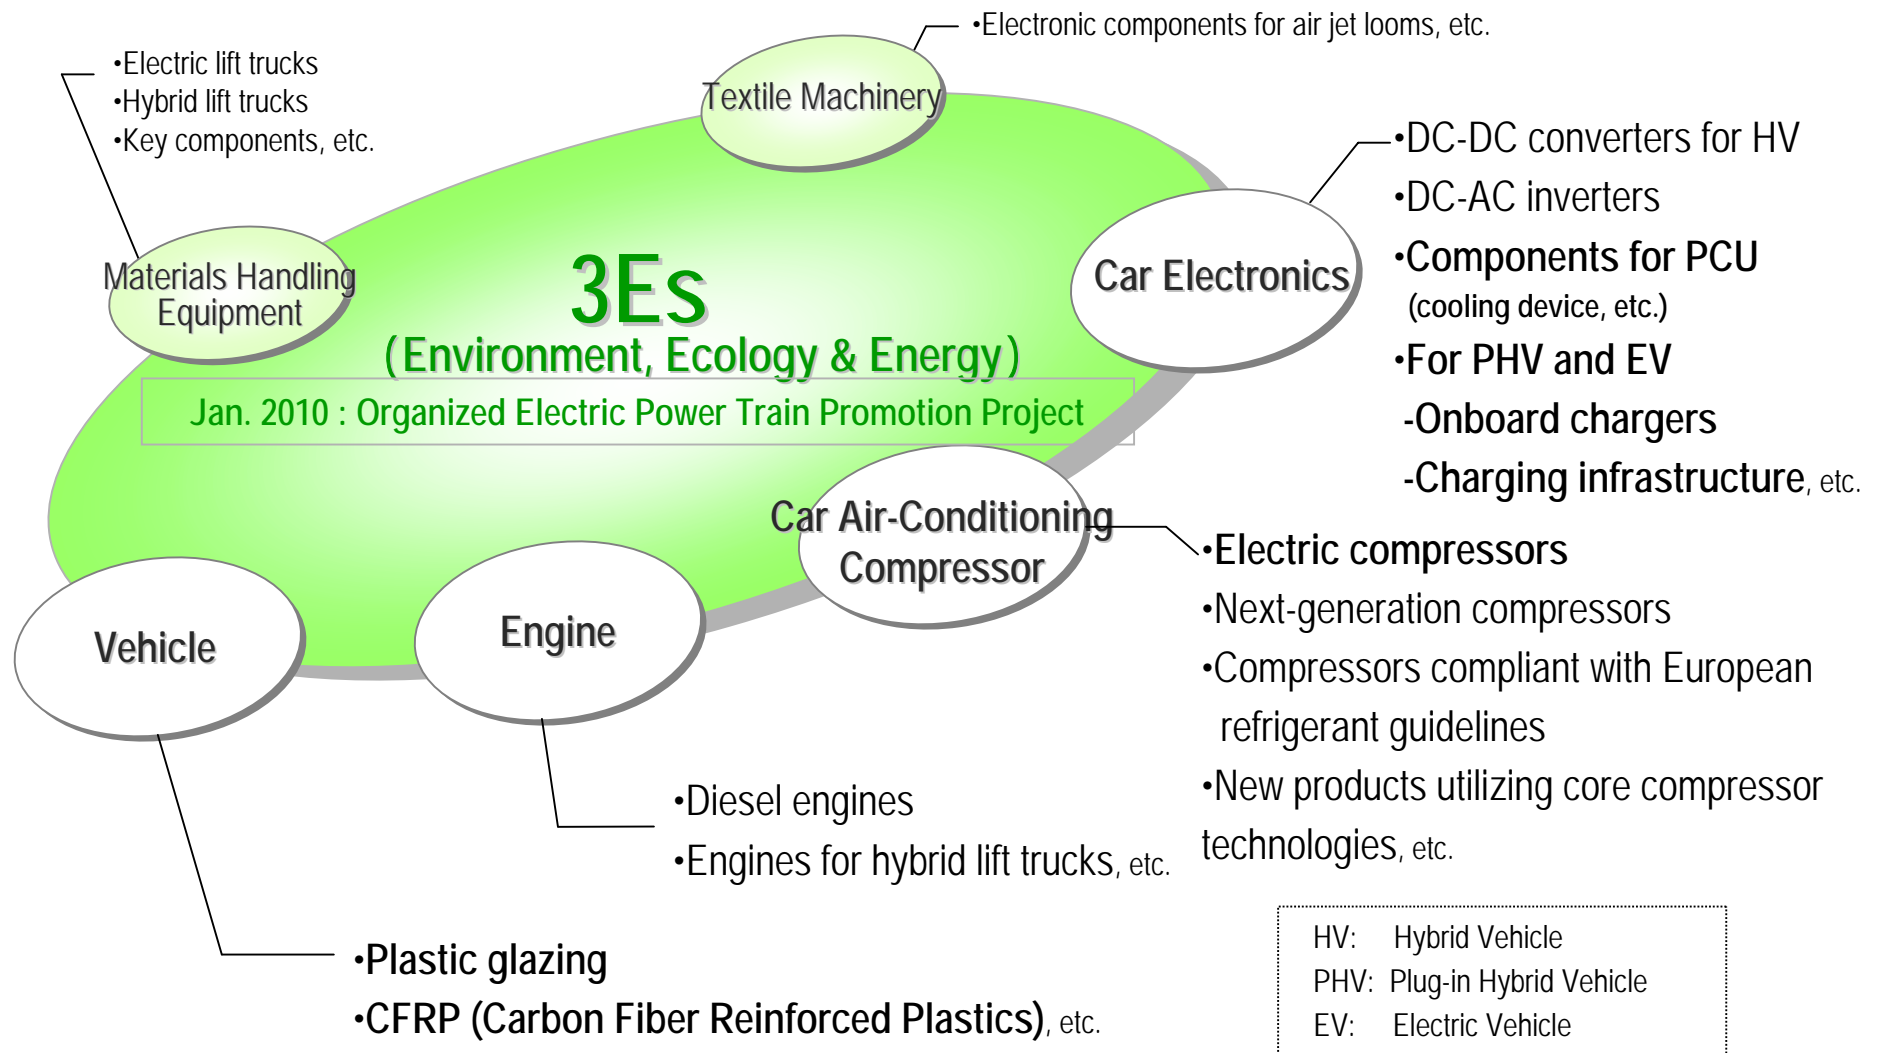 •Electronic components for air jet looms, etc.
•Electric lift trucks
•Hybrid lift trucks
•Key components, etc.
Textile Machinery
•DC-DC converters for HV
•DC-AC inverters
•Components for PCU
(cooling device, etc.)
•For PHV and EV
-Onboard chargers
-Charging infrastructure, etc.
Car Electronics
Materials Handling
Equipment
3Es
(Environment, Ecology & Energy)
Jan. 2010 : Organized Electric Power Train Promotion Project
Car Air-Conditioning
Compressor
•Electric compressors
•Next-generation compressors
•Compressors compliant with European
refrigerant guidelines
•New products utilizing core compressor
technologies, etc.
Vehicle
Engine
•Diesel engines
•Engines for hybrid lift trucks, etc.
•Plastic glazing
•CFRP (Carbon Fiber Reinforced Plastics), etc.
HV: Hybrid Vehicle
PHV: Plug-in Hybrid Vehicle
EV: Electric Vehicle